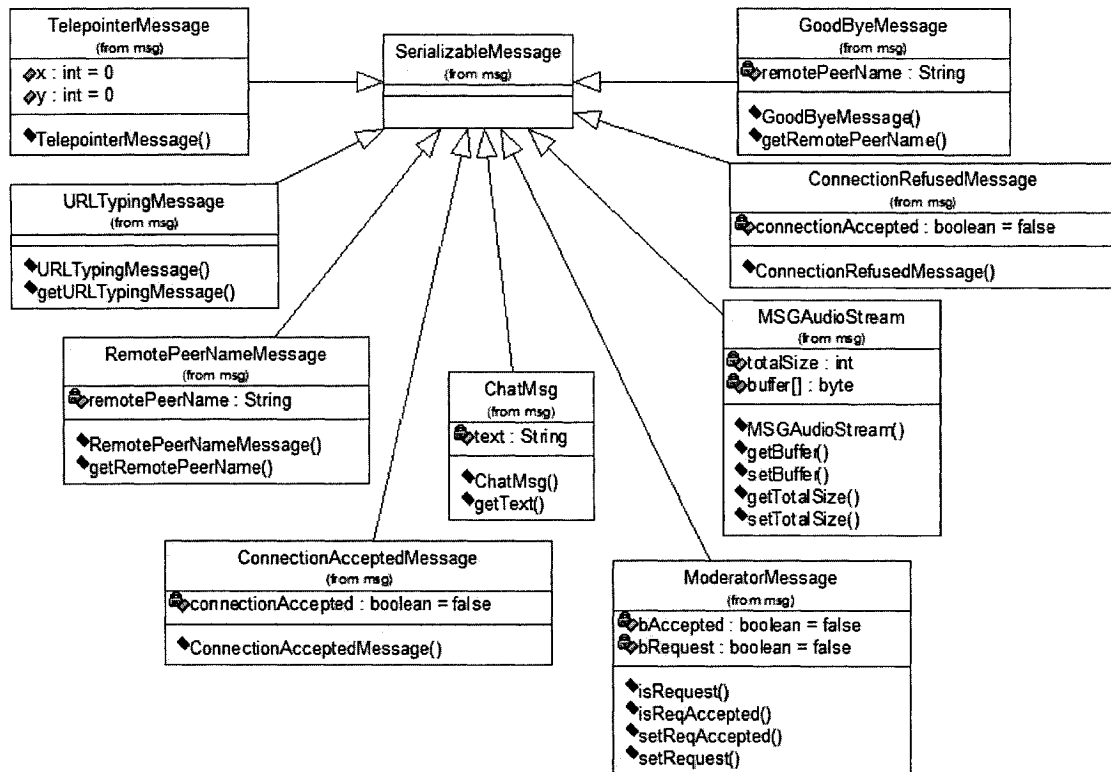 TelepointerMessage
(from msg)
x : int = 0
y : int = 0
TelepointerMessage()
SerializableMessage
(from msg)
GoodByeMessage
(from msg)
remotePeerName : String
GoodByeMessage()
getRemotePeerName()
URLTypingMessage
(from msg)
URLTypingMessage()
getURLTypingMessage()
ConnectionRefusedMessage
(from msg)
connectionAccepted : boolean = false
ConnectionRefusedMessage()
RemotePeerNameMessage
(from msg)
remotePeerName : String
RemotePeerNameMessage()
getRemotePeerName()
ChatMsg
(from msg)
text : String
ChatMsg()
getText()
MSGAudioStream
(from msg)
totalSize : int
buffer[] : byte
MSGAudioStream()
getBuffer()
setBuffer()
getTotalSize()
setTotalSize()
ConnectionAcceptedMessage
(from msg)
connectionAccepted : boolean = false
ConnectionAcceptedMessage()
ModeratorMessage
(from msg)
bAccepted : boolean = false
bRequest : boolean = false
isRequest()
isReqAccepted()
setReqAccepted()
setRequest()